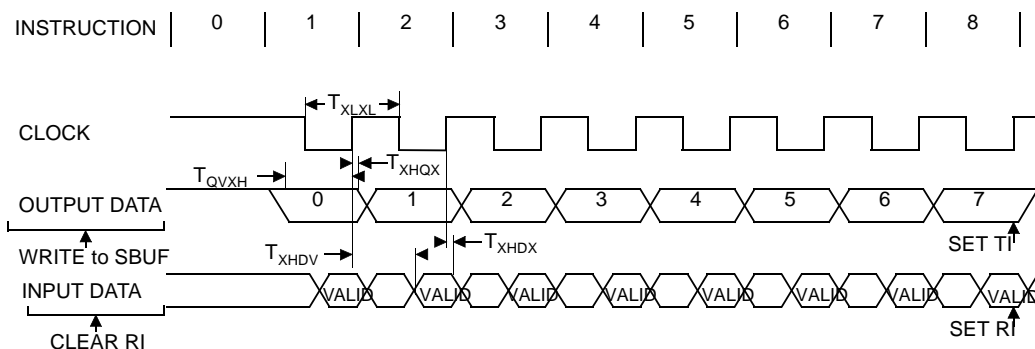 INSTRUCTION 0 1 2 3 4 5 6 7 8
T_XLXL
CLOCK
T_XHQX
T_QVXH
OUTPUT DATA 0 1 2 3 4 5 6 7
WRITE to SBUF
SET TI
T_XHDV T_XHDX
INPUT DATA VALID VALID VALID VALID VALID VALID VALID VALID
CLEAR RI
SET RI